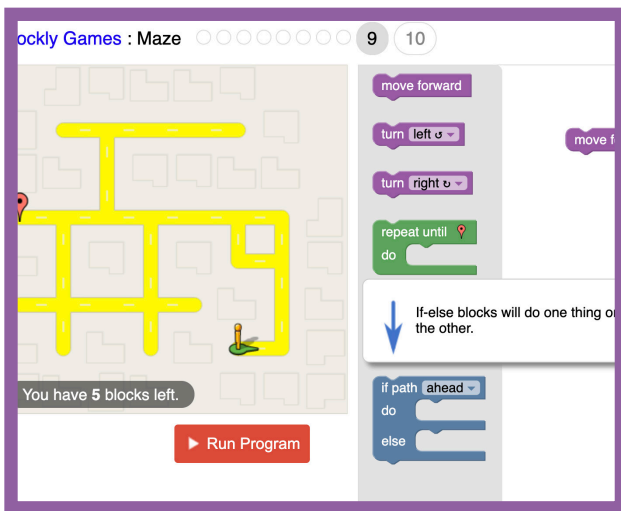 ockly Games : Maze 9 10
move forward
turn left ↺
turn right ↻
repeat until
do
move f
If-else blocks will do one thing or
the other.
if path ahead
do
else
You have 5 blocks left.
Run Program